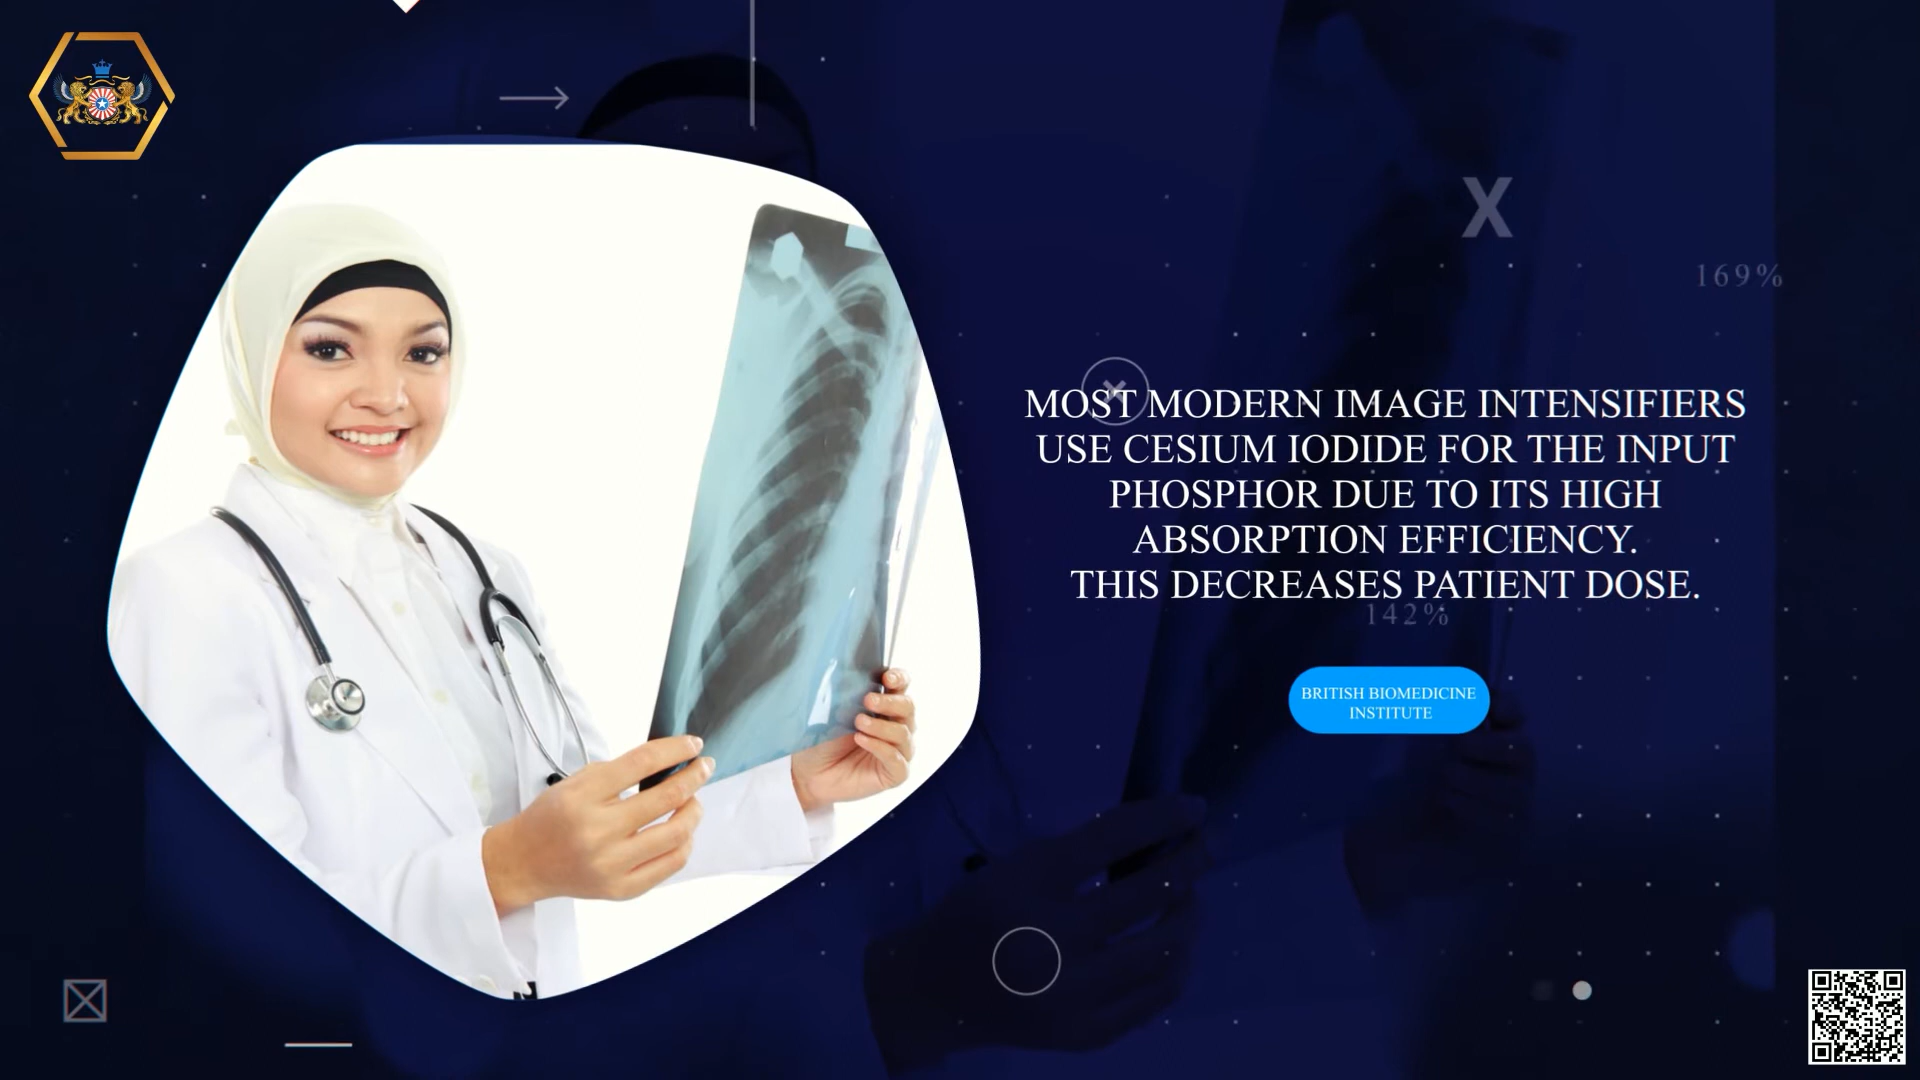 X
169%
MOST MODERN IMAGE INTENSIFIERS
USE CESIUM IODIDE FOR THE INPUT
PHOSPHOR DUE TO ITS HIGH
ABSORPTION EFFICIENCY.
THIS DECREASES PATIENT DOSE.
142%
BRITISH BIOMEDICINE
INSTITUTE